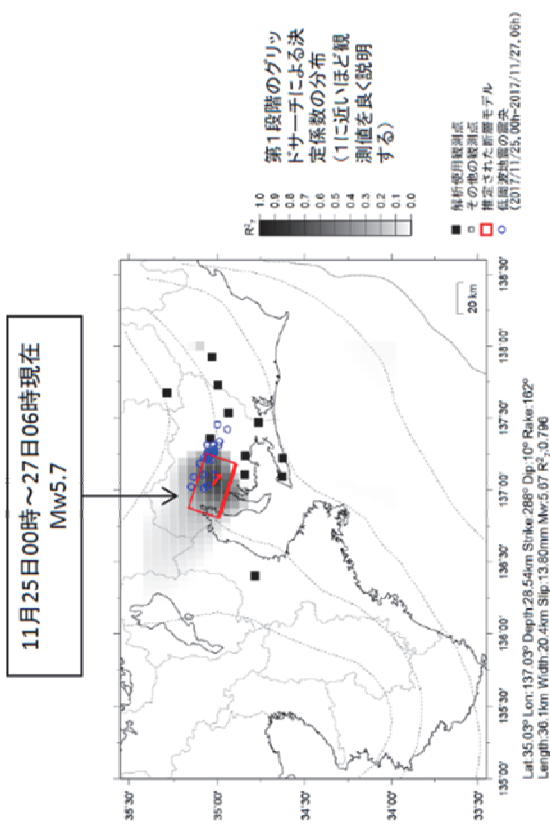 11月25日00時～27日06時現在
Mw5.7
第１段階のグリッ
ドサーチによる決
定係数の分布
（１に近いほど観
測値を良く説明
する）
R²
1.0
0.9
0.8
0.7
0.6
0.5
0.4
0.3
0.2
0.1
0.0
解析使用観測点
その他の観測点
推定された断層モデル
低周波地震の震央
(2017/11/25,00h-2017/11/27,06h)
35˚30'
35˚00'
34˚30'
34˚00'
33˚30'
20 km
135˚00'
135˚30'
136˚00'
136˚30'
137˚00'
137˚30'
138˚00'
138˚30'
Lat:35.03º Lon:137.03º Depth:28.54km Strike:288º Dip:10º Rake:162º
Length:36.1km Width:20.4km Slip:13.80mm Mw:5.67 R²:0.796